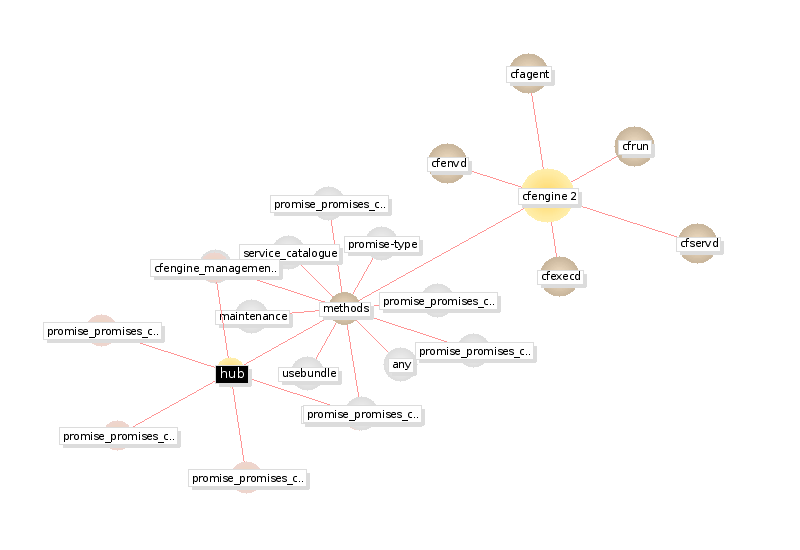 cfagent
cfrun
cfenvd
cfengine 2
promise_promises_c..
promise-type
cfservd
service_catalogue
cfengine_managemen..
cfexecd
promise_promises_c..
methods
maintenance
promise_promises_c..
promise_promises_c..
any
hub
usebundle
promise_promises_c..
promise_promises_c..
promise_promises_c..